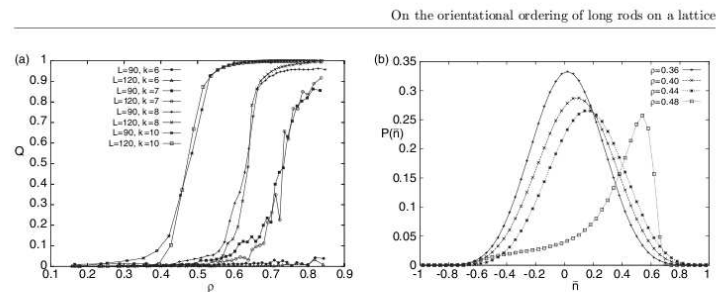 On the orientational ordering of long rods on a lattice
(a)
1
0.9
0.8
0.7
0.6
0.5
0.4
0.3
0.2
0.1
0
Q
L=90, k=6
L=120, k=6
L=90, k=7
L=120, k=7
L=90, k=8
L=120, k=8
L=90, k=10
L=120, k=10
0.1 0.2 0.3 0.4 0.5 0.6 0.7 0.8 0.9
ρ
(b)
0.35
0.3
0.25
0.2
0.15
0.1
0.05
0
P(ñ)
ρ=0.36
ρ=0.40
ρ=0.44
ρ=0.48
-1 -0.8 -0.6 -0.4 -0.2 0 0.2 0.4 0.6 0.8 1
ñ